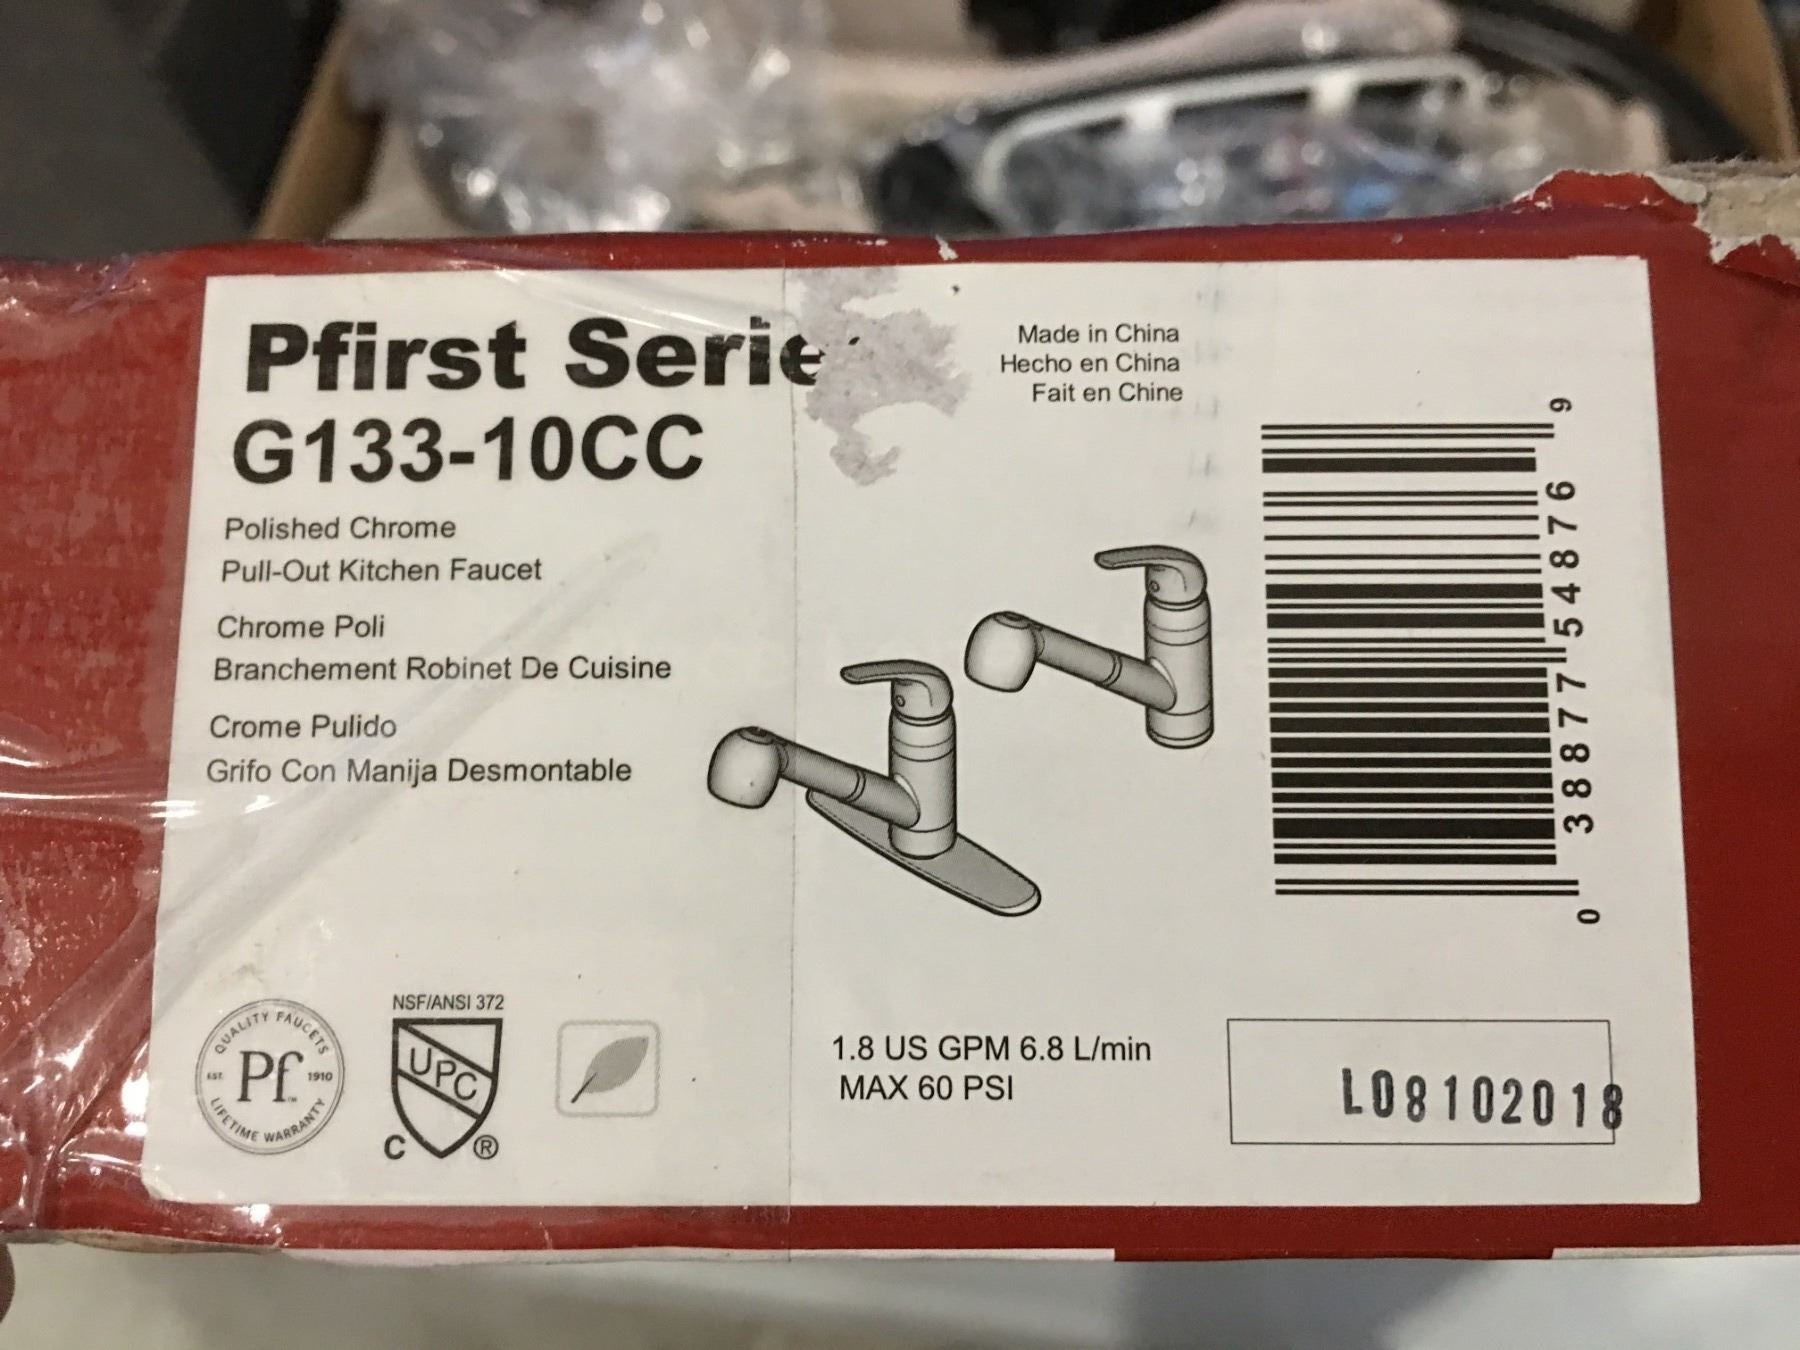 Pfirst Serie
G133-10CC
Polished Chrome
Pull-Out Kitchen Faucet
Chrome Poli
Branchement Robinet De Cuisine
Crome Pulido
Grifo Con Manija Desmontable
Made in China
Hecho en China
Fait en Chine
0 38877 54876 9
QUALITY FAUCETS
EST. Pf 1910
LIFETIME WARRANTY
NSF/ANSI 372
UPC
C ®
1.8 US GPM 6.8 L/min
MAX 60 PSI
L08102018